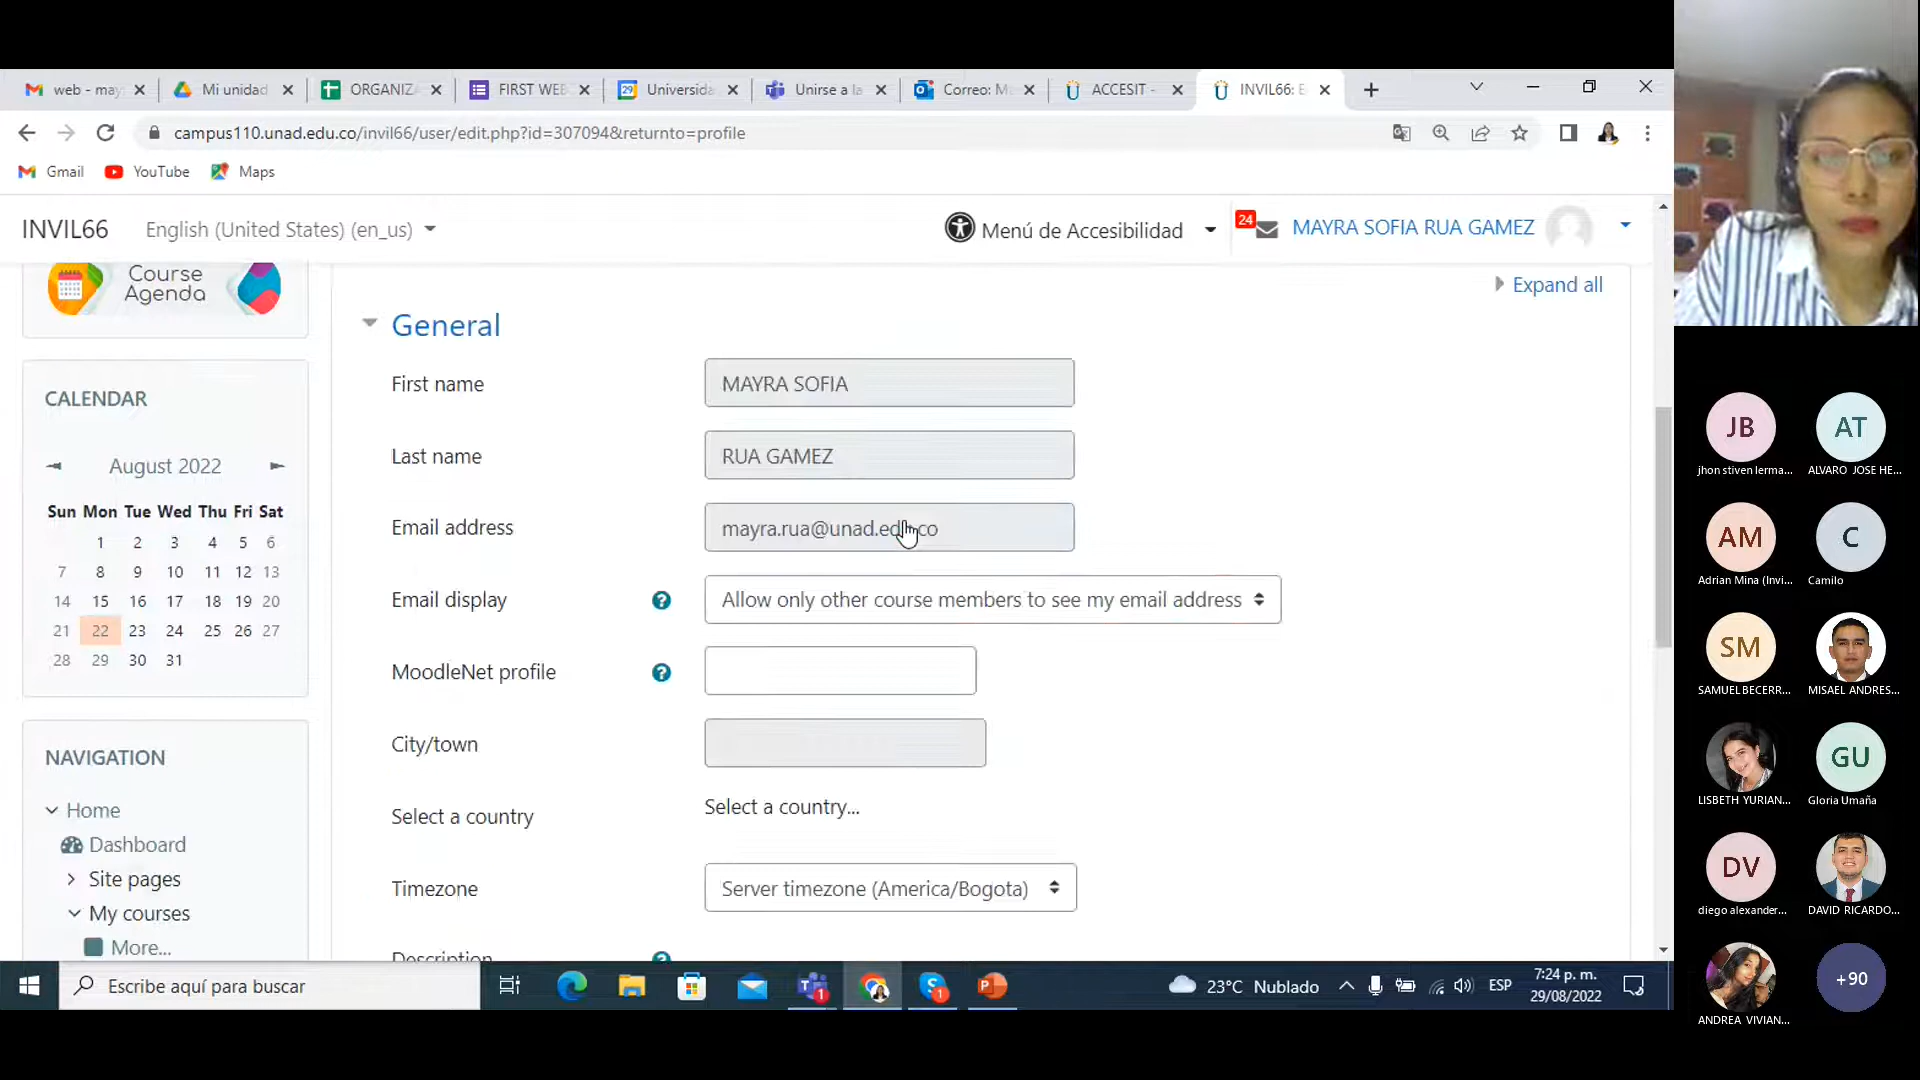 web - may
Mi unidad
ORGANIZA
FIRST WEB
Universida
Unirse a la
Correo: M
ACCESIT -
INVIL66: E
campus110.unad.edu.co/invil66/user/edit.php?id=307094&returnto=profile
Gmail YouTube Maps
INVIL66 English (United States) (en_us)
Menú de Accesibilidad
24
MAYRA SOFIA RUA GAMEZ
Course
Agenda
CALENDAR
August 2022
Sun Mon Tue Wed Thu Fri Sat
1 2 3 4 5 6
7 8 9 10 11 12 13
14 15 16 17 18 19 20
21 22 23 24 25 26 27
28 29 30 31
NAVIGATION
Home
Dashboard
Site pages
My courses
More...
Expand all
General
First name MAYRA SOFIA
Last name RUA GAMEZ
Email address mayra.rua@unad.edu.co
Email display ? Allow only other course members to see my email address
MoodleNet profile ?
City/town
Select a country Select a country...
Timezone Server timezone (America/Bogota)
Description ?
Escribe aquí para buscar
1
1
23°C Nublado
ESP
7:24 p. m.
29/08/2022
JB
jhon stiven lerma...
AT
ALVARO JOSE HE...
AM
Adrian Mina (Invi...
C
Camilo
SM
SAMUEL BECERR...
MISAEL ANDRES...
LISBETH YURIAN...
GU
Gloria Umaña
DV
diego alexander...
DAVID RICARDO...
ANDREA VIVIAN...
+90